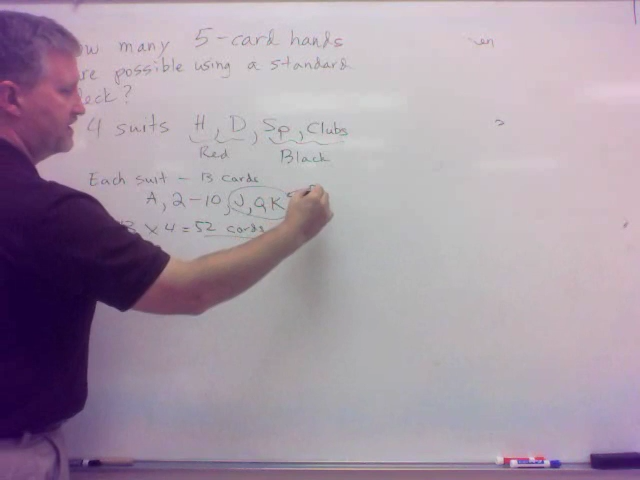 ow many 5-card hands
re possible using a standard
eck?
4 suits H, D, Sp, Clubs
Red Black
Each suit - 13 cards
A, 2-10, J, Q K
x 4 = 52 cards